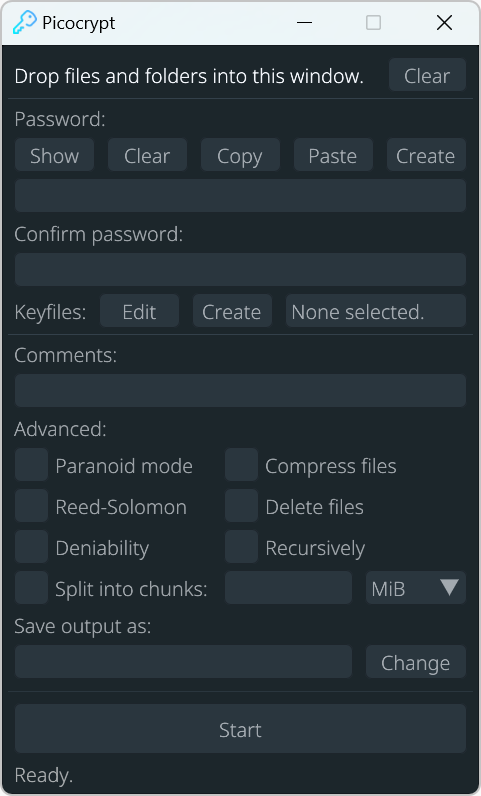 Picocrypt
Drop files and folders into this window. Clear
Password:
Show Clear Copy Paste Create
Confirm password:
Keyfiles: Edit Create None selected.
Comments:
Advanced:
Paranoid mode Compress files
Reed-Solomon Delete files
Deniability Recursively
Split into chunks: MiB
Save output as:
Change
Start
Ready.